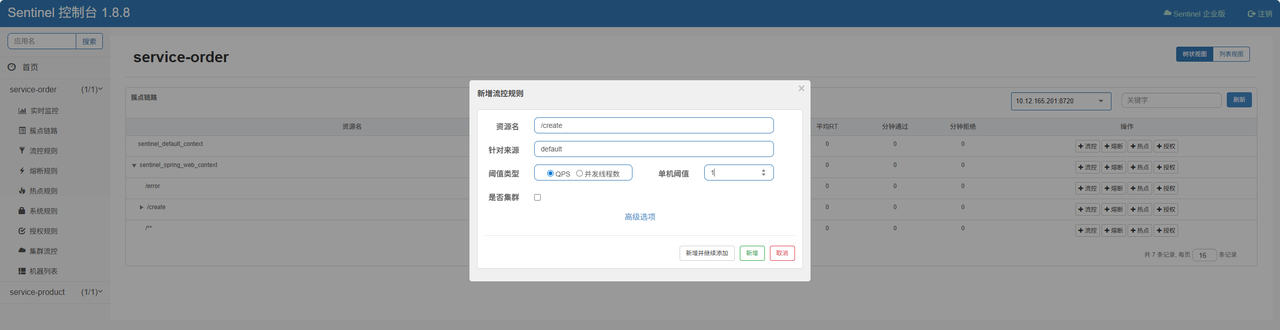 Sentinel 控制台 1.8.8
Sentinel 企业版
注销
应用名
搜索
首页
service-order (1/1)
实时监控
簇点链路
流控规则
熔断规则
热点规则
系统规则
授权规则
集群流控
机器列表
service-product (1/1)
service-order
树状视图 列表视图
簇点链路
10.12.165.201:8720
关键字
刷新
资源名 平均RT 分钟通过 分钟拒绝 操作
sentinel_default_context 0 0 0 流控 熔断 热点 授权
sentinel_spring_web_context 0 0 0 流控 熔断 热点 授权
/error 0 0 0 流控 熔断 热点 授权
/create 0 0 0 流控 熔断 热点 授权
/** 0 0 0 流控 熔断 热点 授权
共 7 条记录, 每页 16 条记录
新增流控规则 ×
资源名 /create
针对来源 default
阈值类型 QPS 并发线程数 单机阈值 1
是否集群
高级选项
新增并继续添加 新增 取消